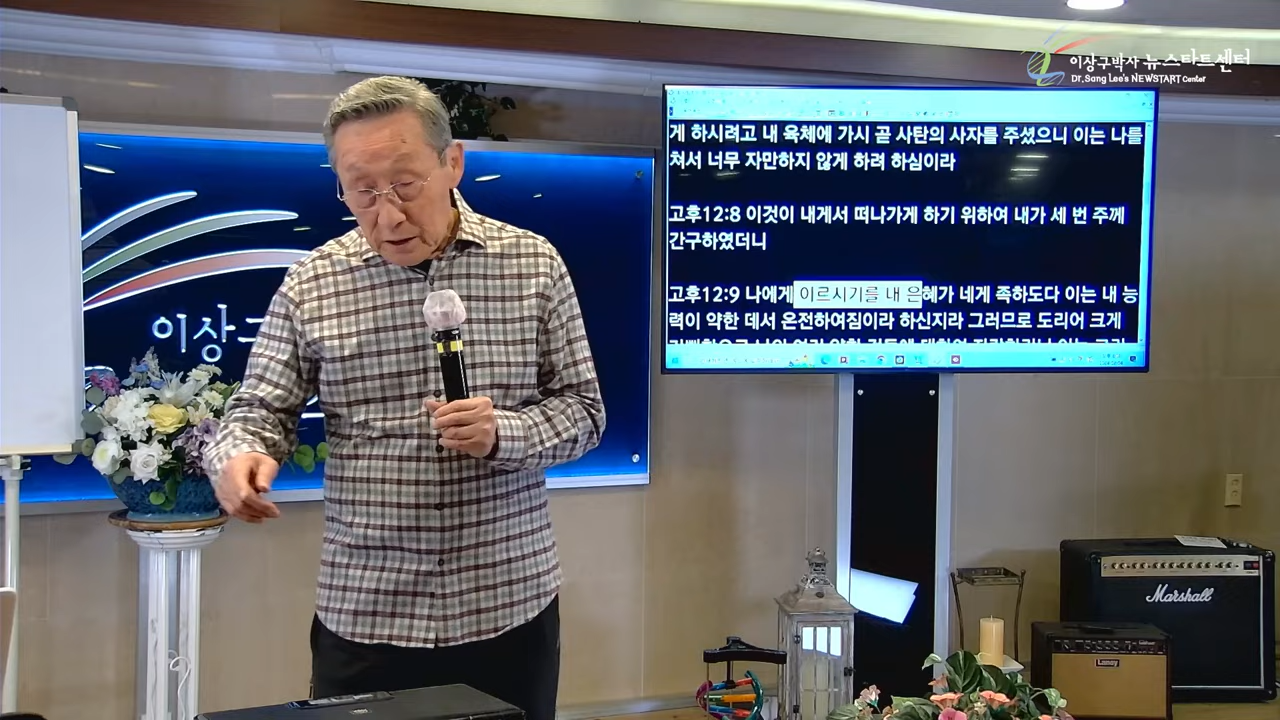 이상구박사 뉴스타트센터
Dr. Sang Lee's NEWSTART Center
게 하시려고 내 육체에 가시 곧 사탄의 사자를 주셨으니 이는 나를
쳐서 너무 자만하지 않게 하려 하심이라
고후12:8 이것이 내게서 떠나가게 하기 위하여 내가 세 번 주께
간구하였더니
고후12:9 나에게 이르시기를 내 은혜가 네게 족하도다 이는 내 능
력이 약한 데서 온전하여짐이라 하신지라 그러므로 도리어 크게
이상구
Marshall
Laney